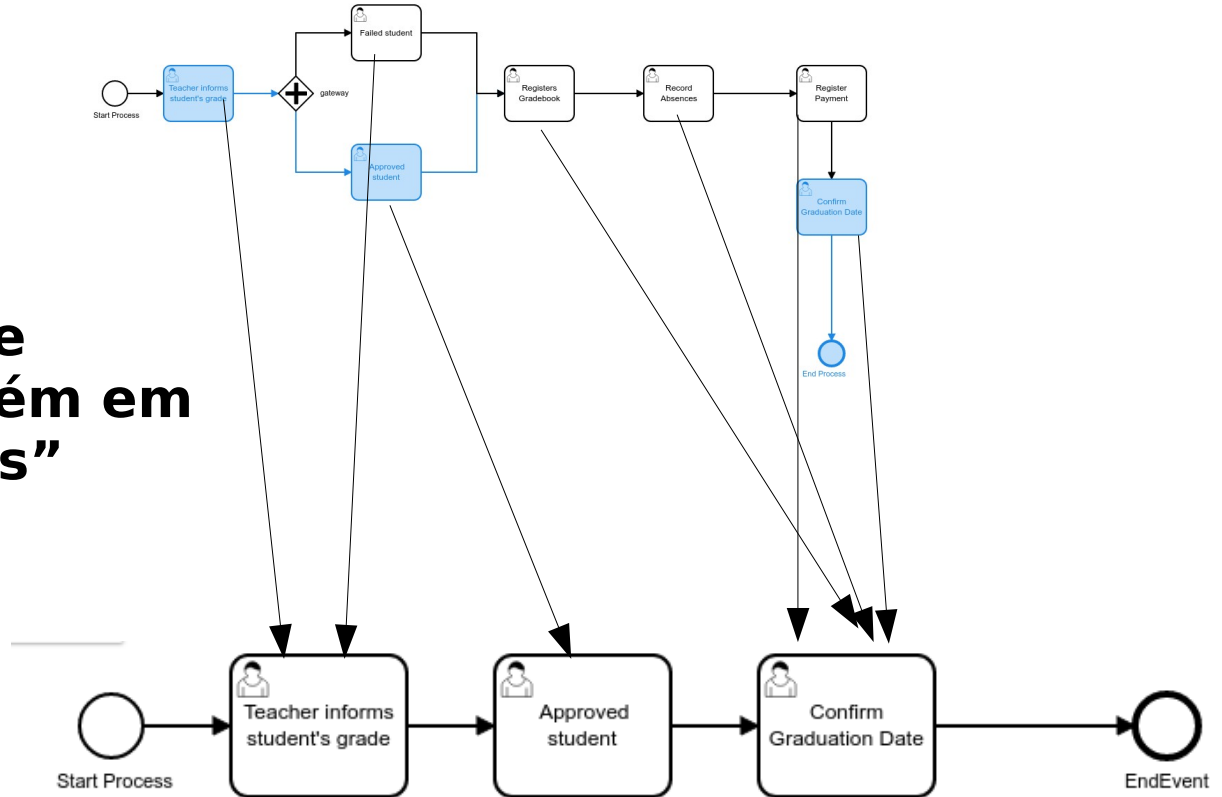 Failed student
Teacher informs
student's grade
gateway
Registers
Gradebook
Record
Absences
Register
Payment
Start Process
Approved
student
Confirm
Graduation Date
End Process
e
ém em
s”
Teacher informs
student's grade
Approved
student
Confirm
Graduation Date
Start Process
EndEvent